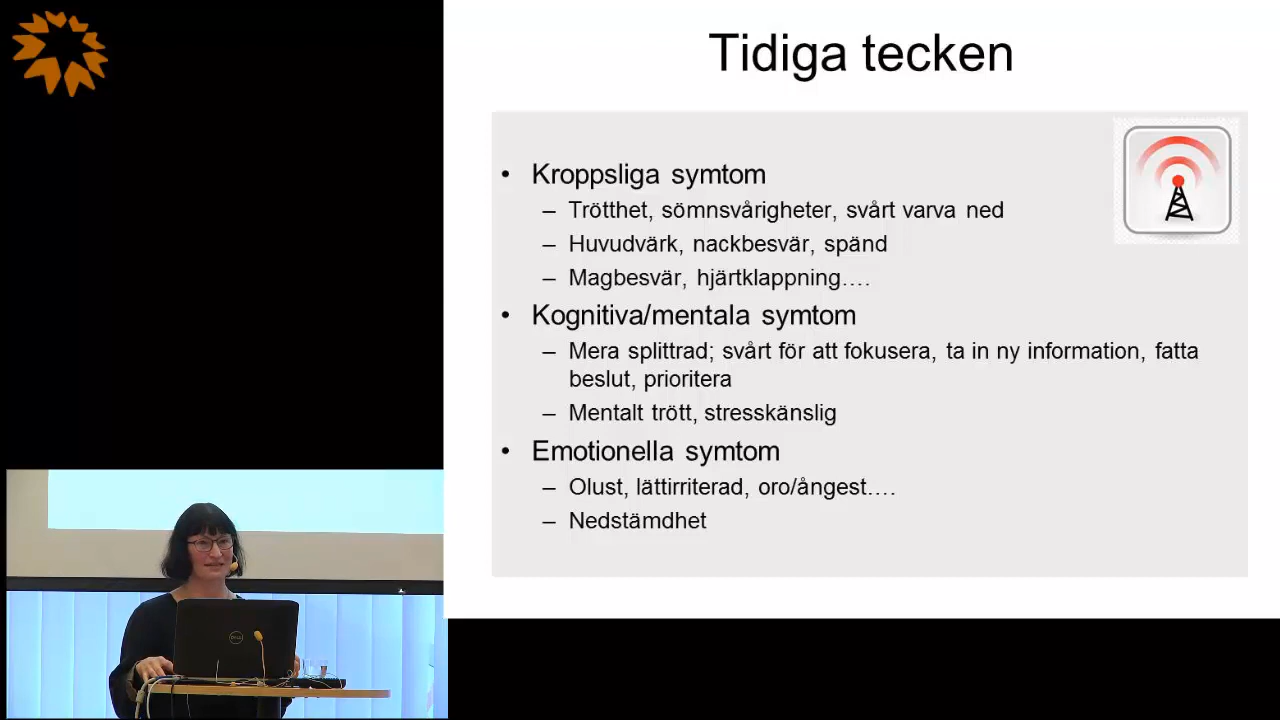 Tidiga tecken
• Kroppsliga symtom
– Trötthet, sömnsvårigheter, svårt varva ned
– Huvudvärk, nackbesvär, spänd
– Magbesvär, hjärtklappning….
• Kognitiva/mentala symtom
– Mera splittrad; svårt för att fokusera, ta in ny information, fatta
beslut, prioritera
– Mentalt trött, stresskänslig
• Emotionella symtom
– Olust, lättirriterad, oro/ångest….
– Nedstämdhet
DELL